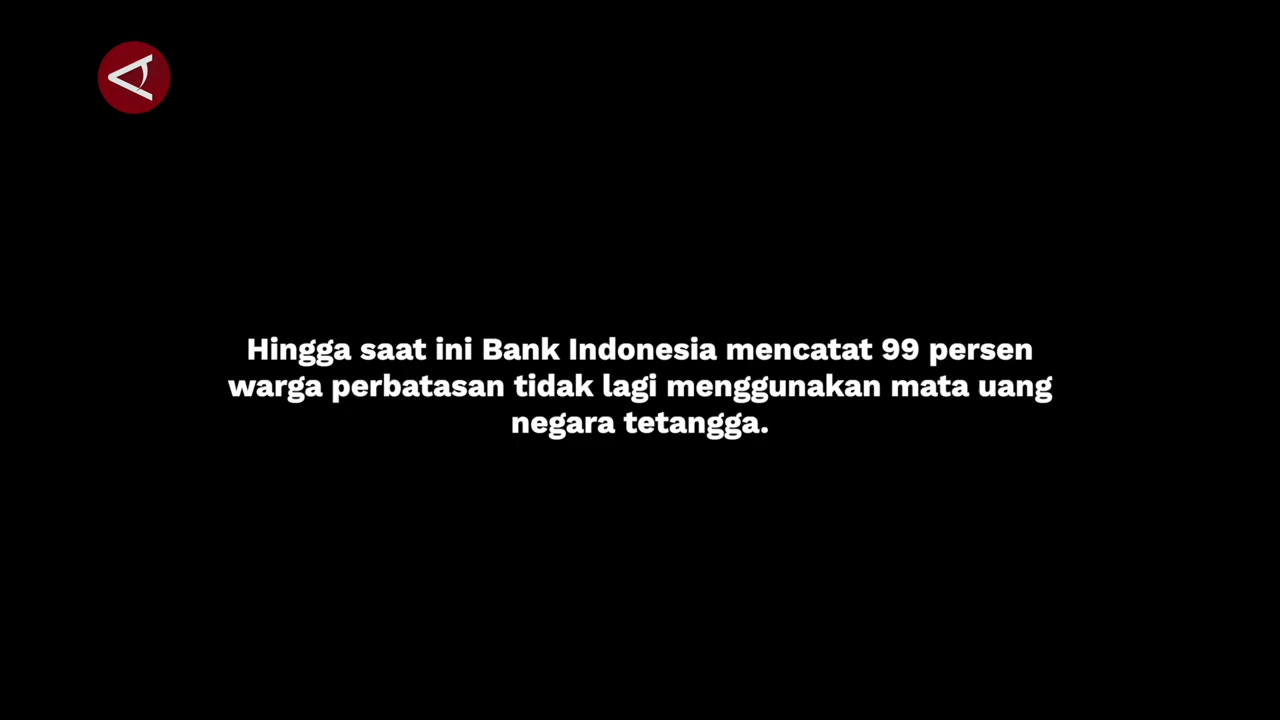 Hingga saat ini Bank Indonesia mencatat 99 persen
warga perbatasan tidak lagi menggunakan mata uang
negara tetangga.